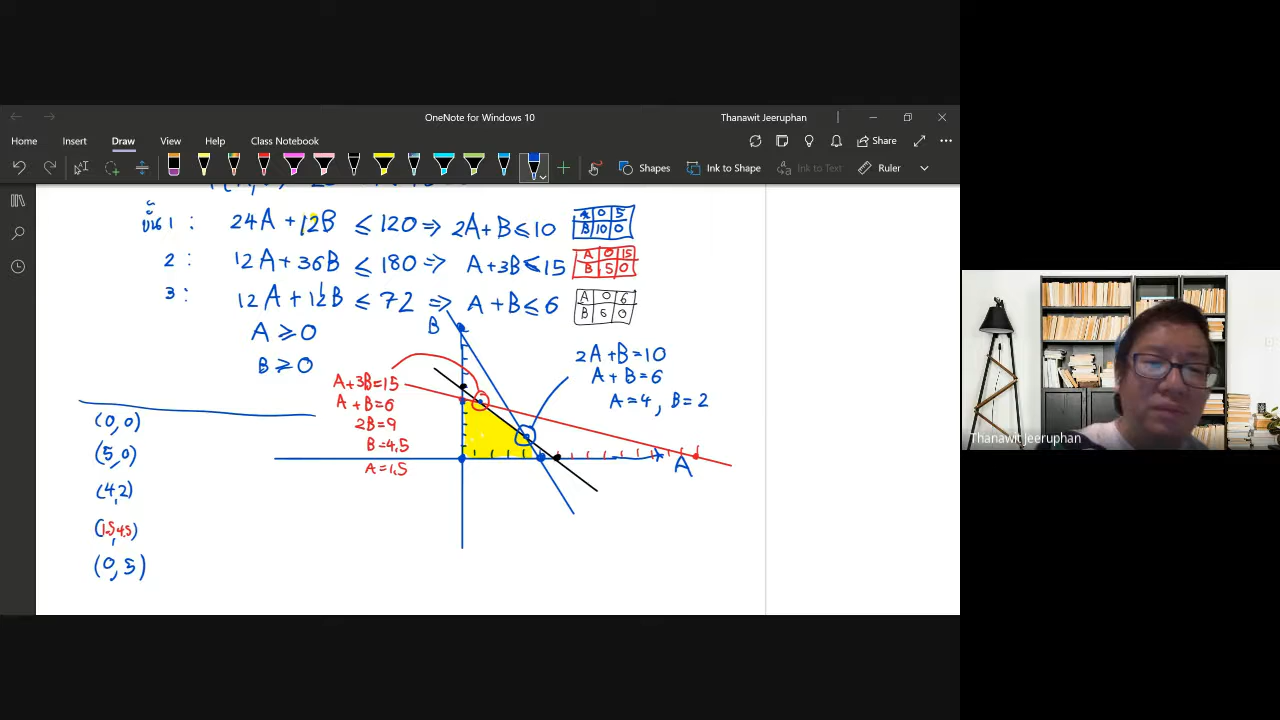 OneNote for Windows 10
Thanawit Jeeruphan
Home Insert Draw View Help Class Notebook
Share
Shapes Ink to Shape Ink to Text Ruler
1 : 24A + 12B ≤ 120 ⇒ 2A + B ≤ 10
A 0 5
B 10 0
2 : 12A + 36B ≤ 180 ⇒ A + 3B ≤ 15
A 0 15
B 5 0
3 : 12A + 12B ≤ 72 ⇒ A + B ≤ 6
A 0 6
B 6 0
A ≥ 0
B ≥ 0
B
2A + B = 10
A + B = 6
A = 4, B = 2
A + 3B = 15
A + B = 6
2B = 9
B = 4.5
A = 1.5
A
(0,0)
(5,0)
(4,2)
(1.5,4.5)
(0,5)
Thanawit Jeeruphan